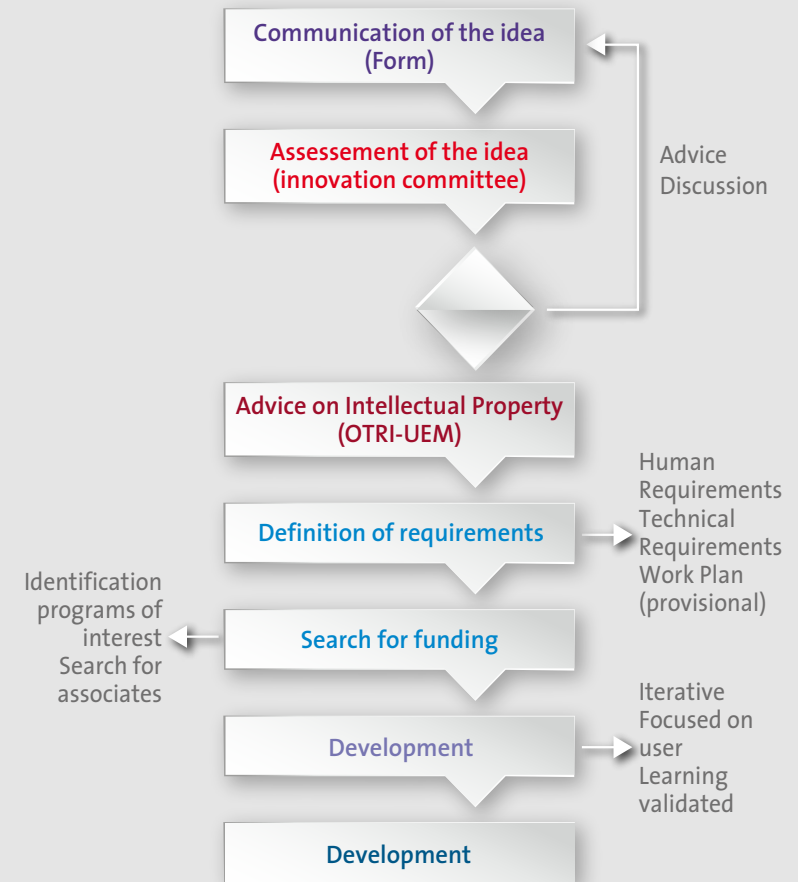 Communication of the idea
(Form)
Assessement of the idea
(innovation committee)
Advice
Discussion
Advice on Intellectual Property
(OTRI-UEM)
Definition of requirements
Human
Requirements
Technical
Requirements
Work Plan
(provisional)
Identification
programs of
interest
Search for
associates
Search for funding
Development
Iterative
Focused on
user
Learning
validated
Development